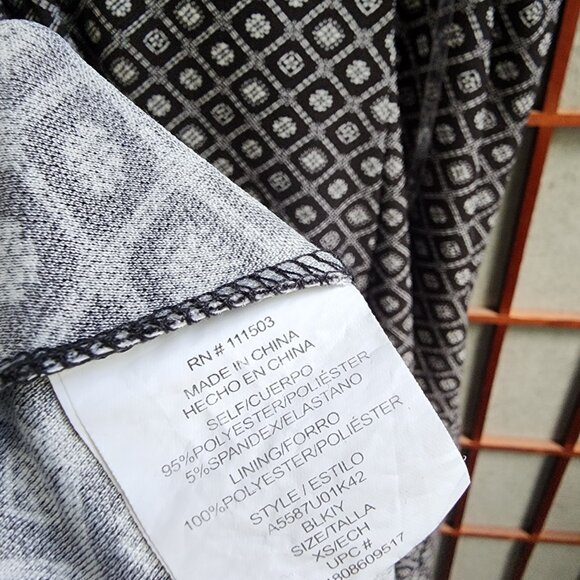 RN # 111503
MADE IN CHINA
HECHO EN CHINA
SELF/CUERPO
95%POLYESTER/POLIÉSTER
5%SPANDEX/ELASTANO
LINING/FORRO
100%POLYESTER/POLIÉSTER
STYLE / ESTILO
A5587U01K42
BLKIY
SIZE/TALLA
XS/ECH
UPC #
808609517